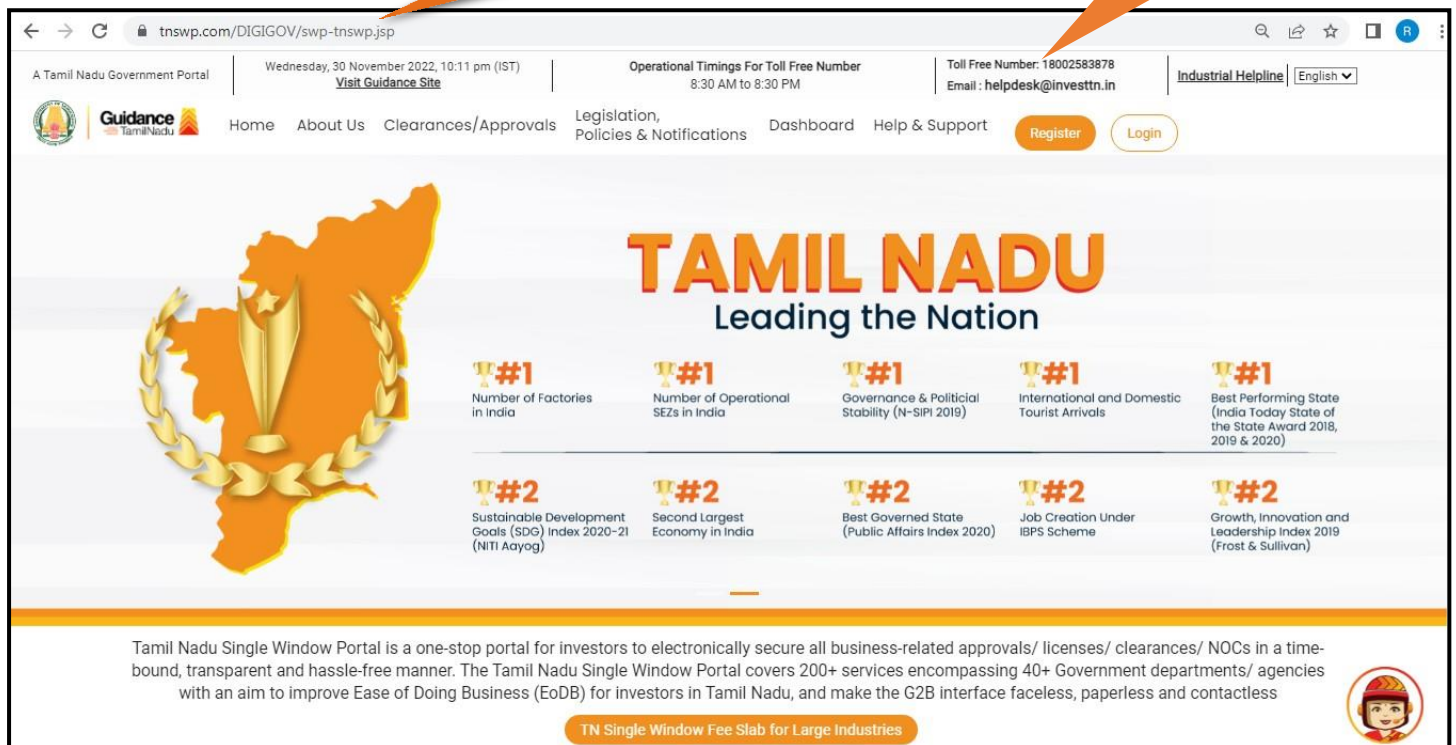 tnswp.com/DIGIGOV/swp-tnswp.jsp
R
A Tamil Nadu Government Portal
Wednesday, 30 November 2022, 10:11 pm (IST)
Visit Guidance Site
Operational Timings For Toll Free Number
8:30 AM to 8:30 PM
Toll Free Number: 18002583878
Email : helpdesk@investtn.in
Industrial Helpline
English
Guidance
TamilNadu
Home
About Us
Clearances/Approvals
Legislation,
Policies & Notifications
Dashboard
Help & Support
Register
Login
TAMIL NADU
Leading the Nation
#1
Number of Factories
in India
#1
Number of Operational
SEZs in India
#1
Governance & Politicial
Stability (N-SIPI 2019)
#1
International and Domestic
Tourist Arrivals
#1
Best Performing State
(India Today State of
the State Award 2018,
2019 & 2020)
#2
Sustainable Development
Goals (SDG) Index 2020-21
(NITI Aayog)
#2
Second Largest
Economy in India
#2
Best Governed State
(Public Affairs Index 2020)
#2
Job Creation Under
IBPS Scheme
#2
Growth, Innovation and
Leadership Index 2019
(Frost & Sullivan)
Tamil Nadu Single Window Portal is a one-stop portal for investors to electronically secure all business-related approvals/ licenses/ clearances/ NOCs in a time-
bound, transparent and hassle-free manner. The Tamil Nadu Single Window Portal covers 200+ services encompassing 40+ Government departments/ agencies
with an aim to improve Ease of Doing Business (EoDB) for investors in Tamil Nadu, and make the G2B interface faceless, paperless and contactless
TN Single Window Fee Slab for Large Industries